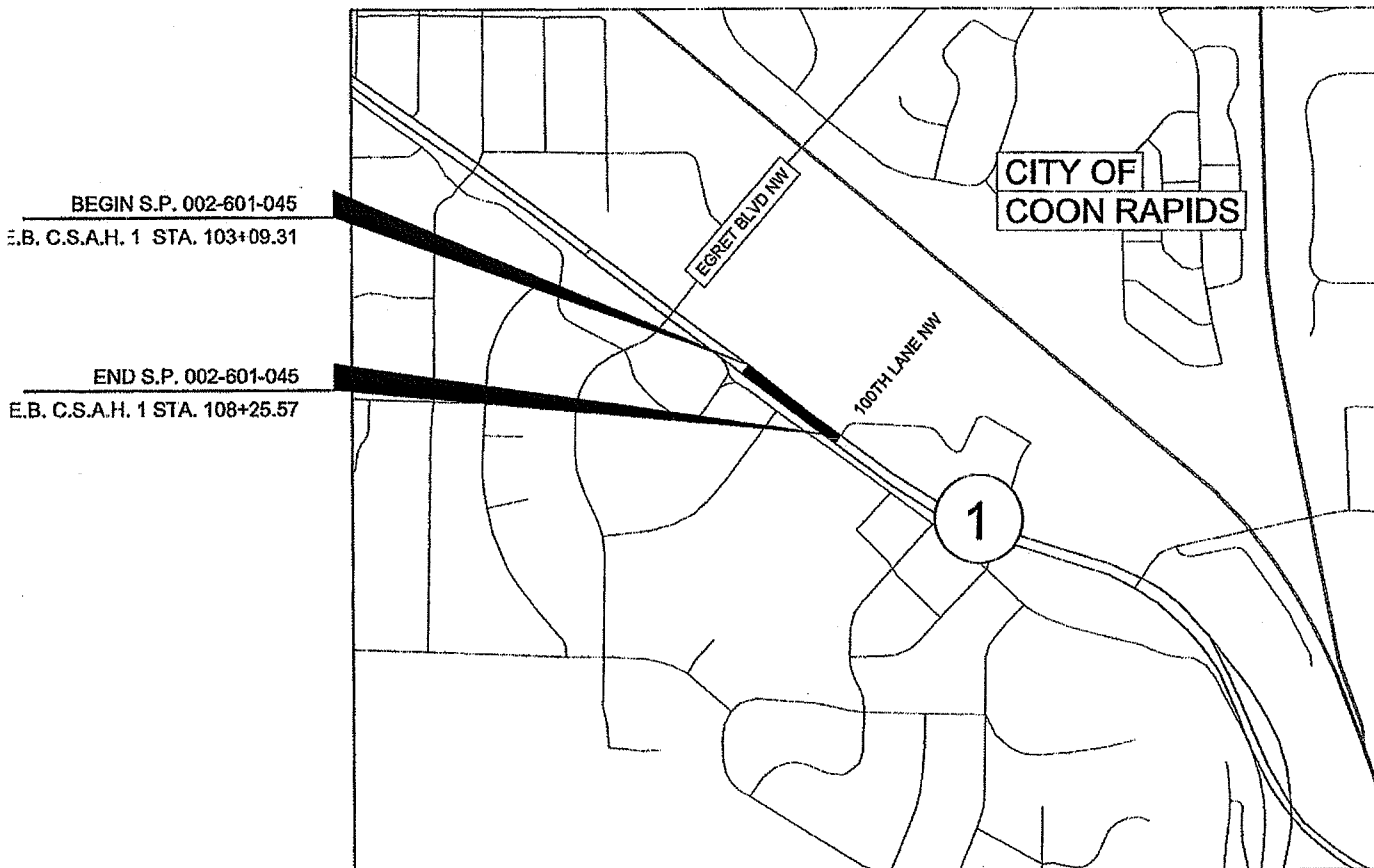 BEGIN S.P. 002-601-045
E.B. C.S.A.H. 1 STA. 103+09.31
END S.P. 002-601-045
E.B. C.S.A.H. 1 STA. 108+25.57
EGRET BLVD NW
100TH LANE NW
CITY OF
COON RAPIDS
1